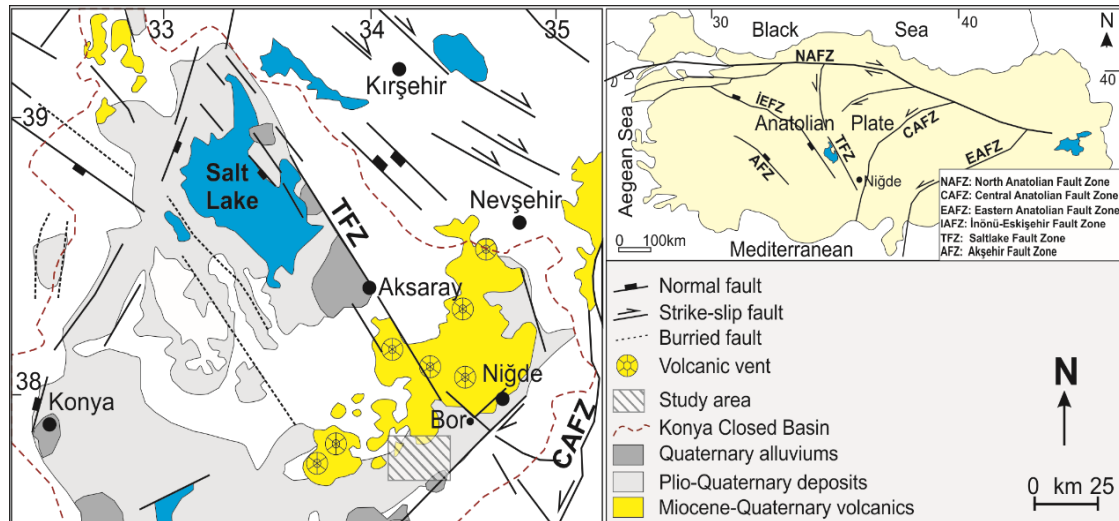 33
34
35
39
38
Kırşehir
Salt
Lake
TFZ
Nevşehir
Aksaray
Niğde
Bor
Konya
CAFZ
30
40
N
Black Sea
NAFZ
40
İEFZ
Anatolian Plate
CAFZ
TFZ
AFZ
EAFZ
Niğde
Aegean Sea
0 100km
Mediterranean
NAFZ: North Anatolian Fault Zone
CAFZ: Central Anatolian Fault Zone
EAFZ: Eastern Anatolian Fault Zone
IAFZ: İnönü-Eskişehir Fault Zone
TFZ: Saltlake Fault Zone
AFZ: Akşehir Fault Zone
Normal fault
Strike-slip fault
Burried fault
Volcanic vent
Study area
Konya Closed Basin
Quaternary alluviums
Plio-Quaternary deposits
Miocene-Quaternary volcanics
N
0 km 25